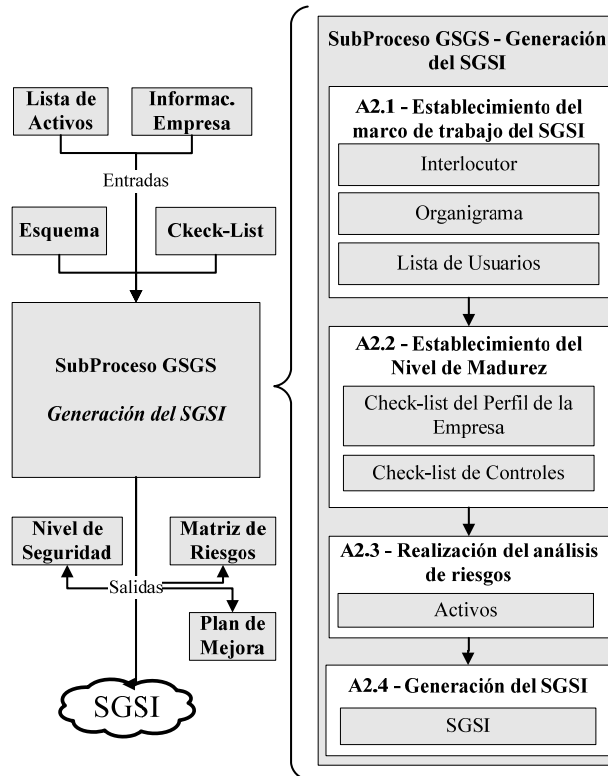 Lista de
Activos
Informac.
Empresa
Entradas
Esquema
Ckeck-List
SubProceso GSGS
Generación del SGSI
Nivel de
Seguridad
Matriz de
Riesgos
Salidas
Plan de
Mejora
SGSI
SubProceso GSGS - Generación
del SGSI
A2.1 - Establecimiento del
marco de trabajo del SGSI
Interlocutor
Organigrama
Lista de Usuarios
A2.2 - Establecimiento del
Nivel de Madurez
Check-list del Perfil de la
Empresa
Check-list de Controles
A2.3 - Realización del análisis
de riesgos
Activos
A2.4 - Generación del SGSI
SGSI